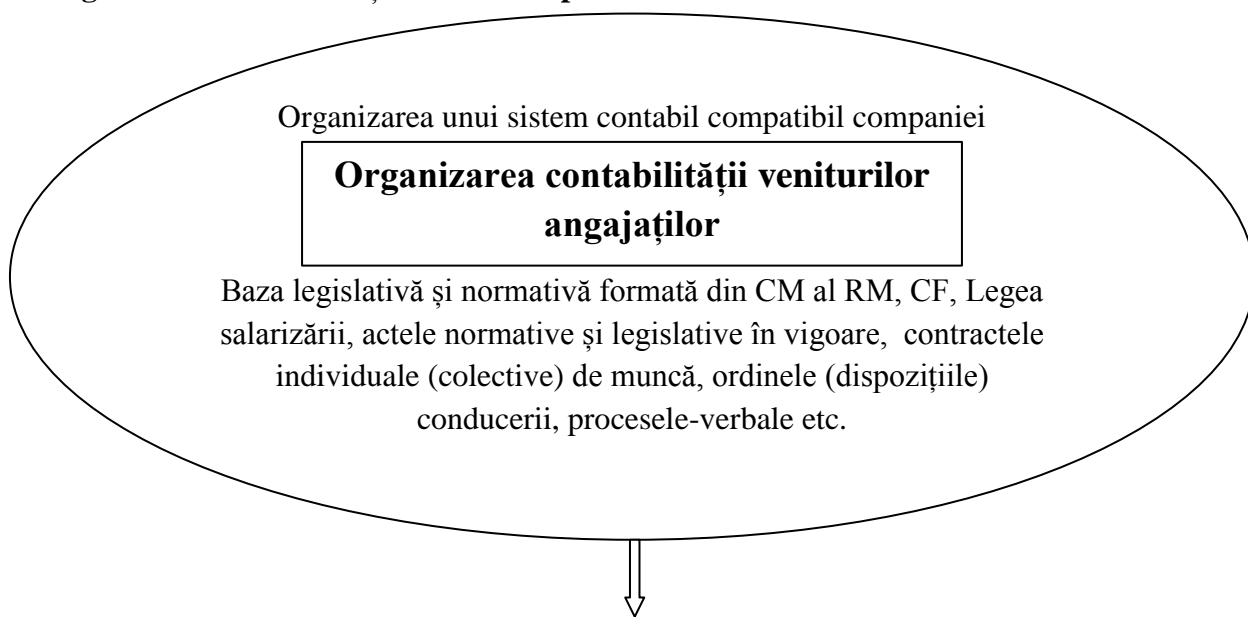 Organizarea unui sistem contabil compatibil companiei
Organizarea contabilității veniturilor
angajaților
Baza legislativă și normativă formată din CM al RM, CF, Legea
salarizării, actele normative și legislative în vigoare, contractele
individuale (colective) de muncă, ordinele (dispozițiile)
conducerii, procesele-verbale etc.